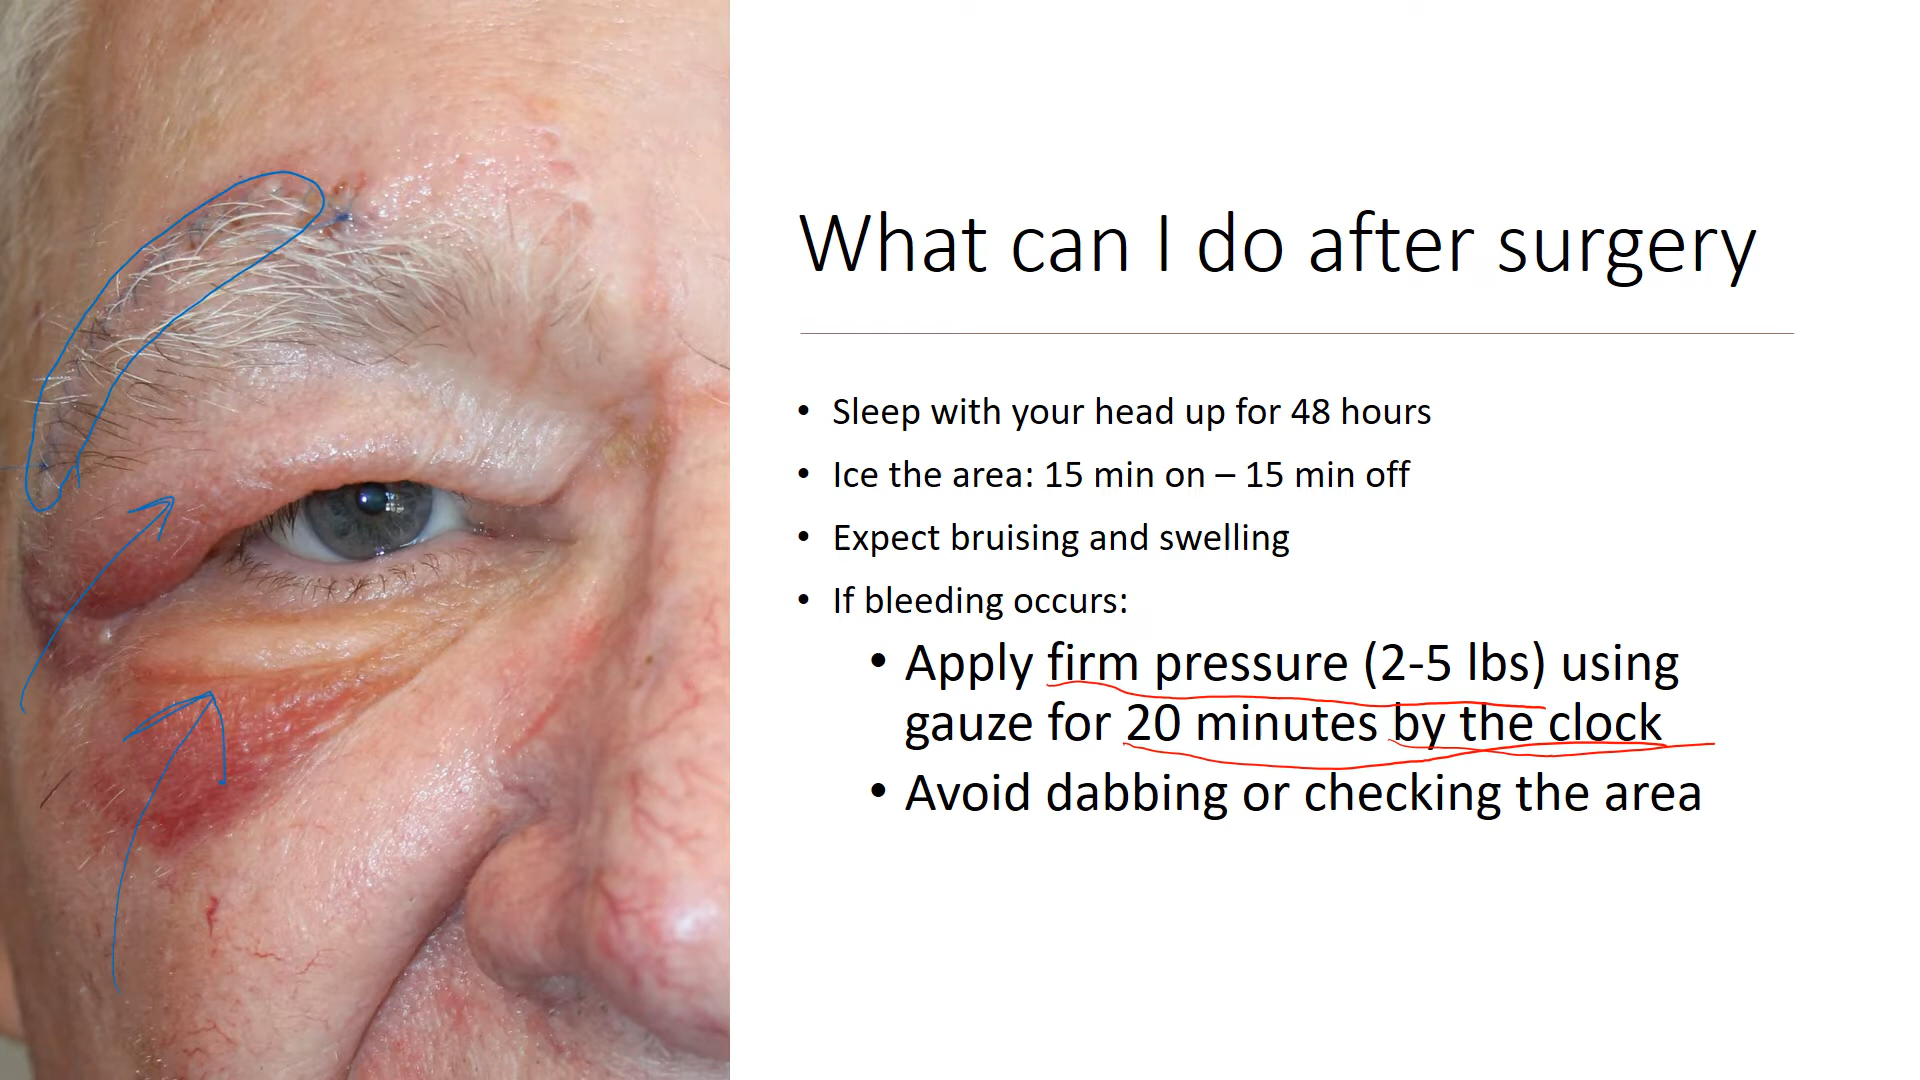 What can I do after surgery
• Sleep with your head up for 48 hours
• Ice the area: 15 min on – 15 min off
• Expect bruising and swelling
• If bleeding occurs:
• Apply firm pressure (2-5 lbs) using
gauze for 20 minutes by the clock
• Avoid dabbing or checking the area